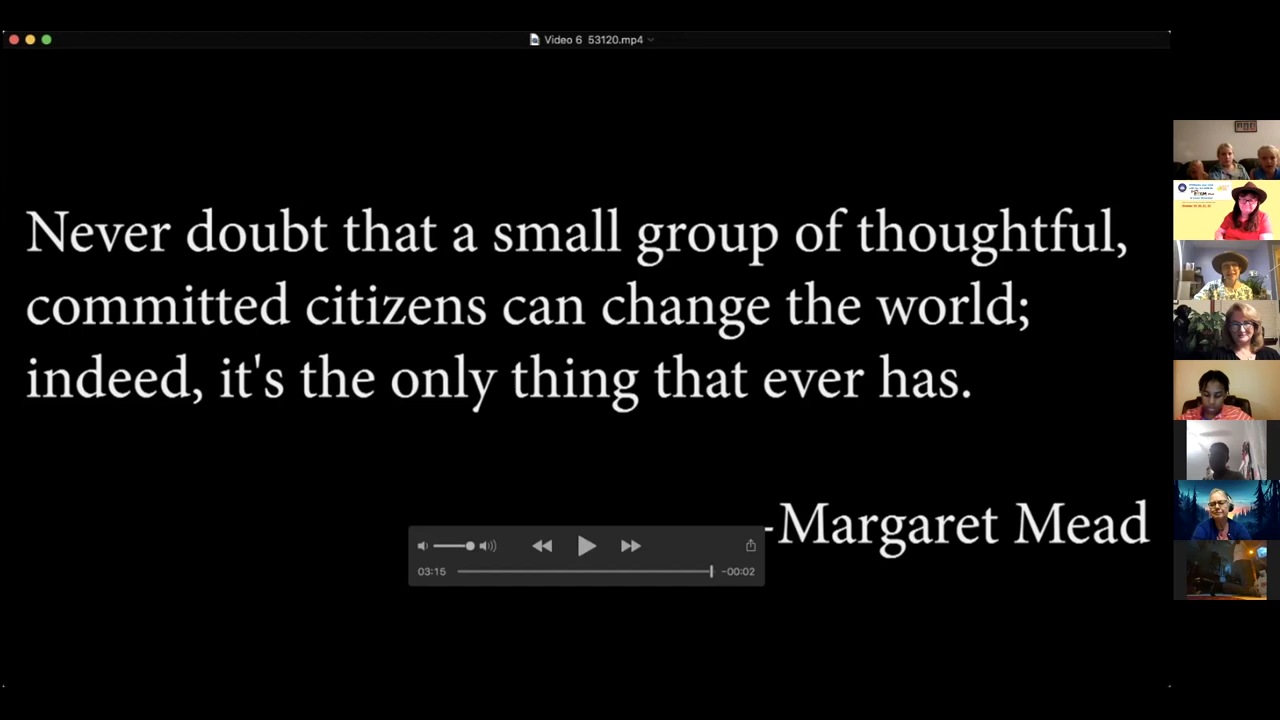 Video 6 53120.mp4
Never doubt that a small group of thoughtful,
committed citizens can change the world;
indeed, it's the only thing that ever has.
-Margaret Mead
03:15
-00:02